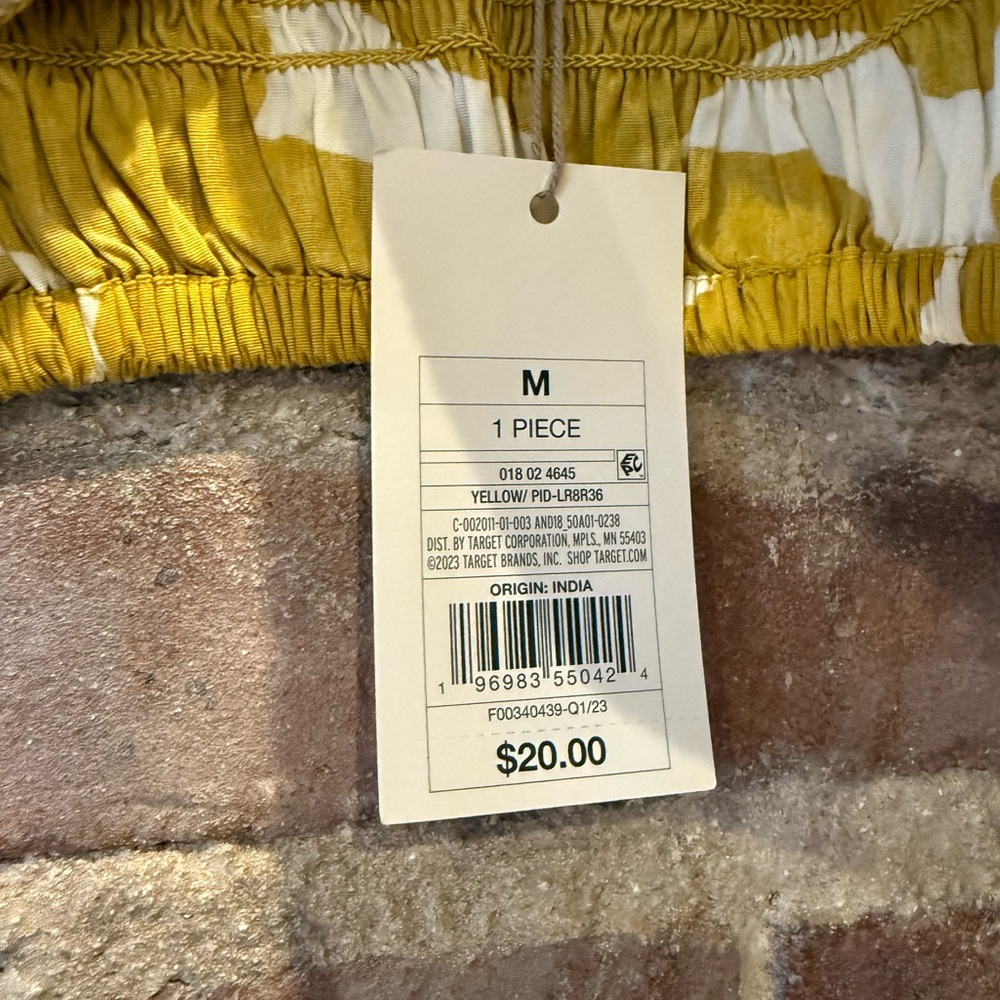 M
1 PIECE
018 02 4645
YELLOW/ PID-LR8R36
C-002011-01-003 AND18_50A01-0238
DIST. BY TARGET CORPORATION, MPLS., MN 55403
©2023 TARGET BRANDS, INC. SHOP TARGET.COM
ORIGIN: INDIA
1 96983 55042 4
F00340439-Q1/23
$20.00